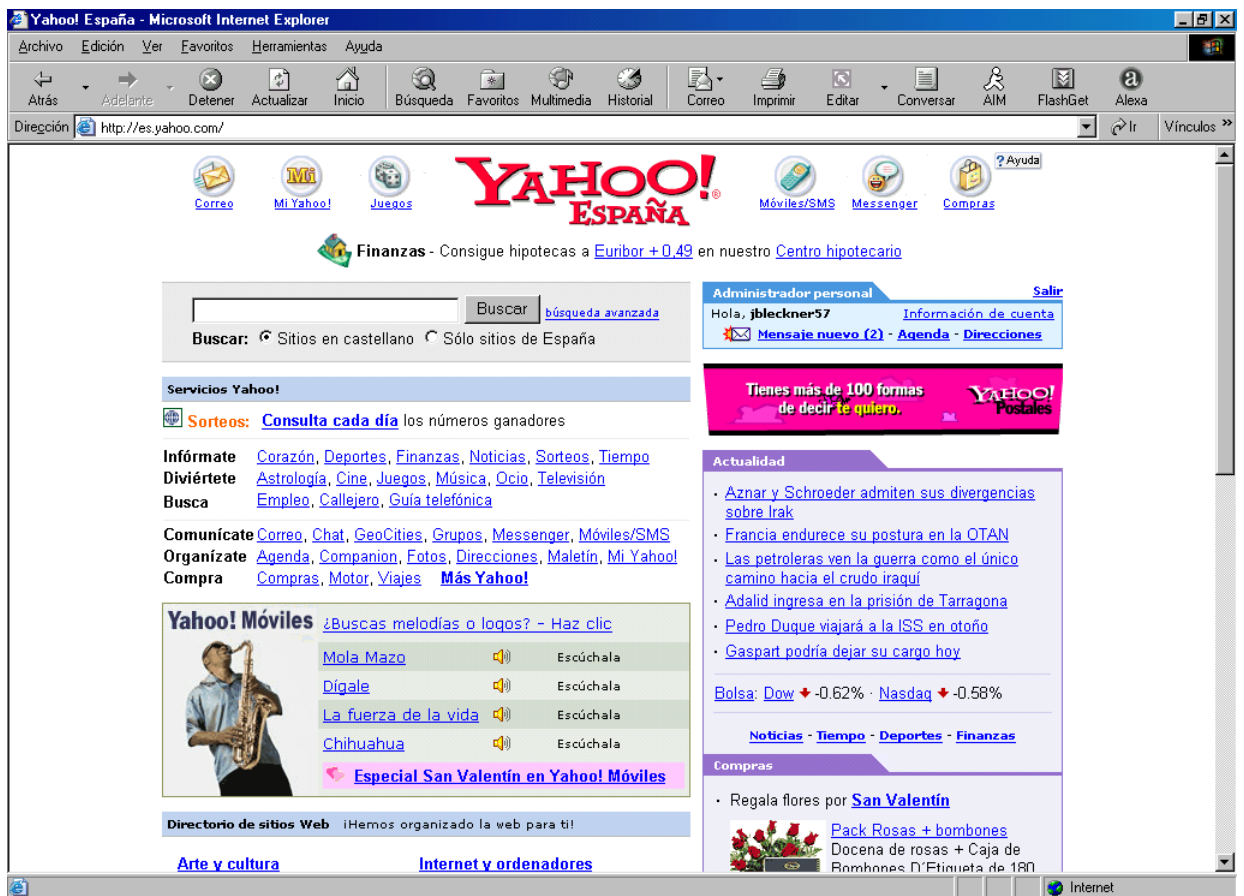 Yahoo! España - Microsoft Internet Explorer
Archivo Edición Ver Favoritos Herramientas Ayuda
Atrás Adelante Detener Actualizar Inicio Búsqueda Favoritos Multimedia Historial Correo Imprimir Editar Conversar AIM FlashGet Alexa
Dirección http://es.yahoo.com/ Ir Vínculos »
Correo Mi Yahoo! Juegos YAHOO! ESPAÑA Móviles/SMS Messenger Compras ? Ayuda
Finanzas - Consigue hipotecas a Euribor + 0,49 en nuestro Centro hipotecario
Buscar búsqueda avanzada
Buscar: Sitios en castellano Sólo sitios de España
Servicios Yahoo!
Sorteos: Consulta cada día los números ganadores
Infórmate Corazón, Deportes, Finanzas, Noticias, Sorteos, Tiempo
Diviértete Astrología, Cine, Juegos, Música, Ocio, Televisión
Busca Empleo, Callejero, Guía telefónica
Comunícate Correo, Chat, GeoCities, Grupos, Messenger, Móviles/SMS
Organízate Agenda, Companion, Fotos, Direcciones, Maletín, Mi Yahoo!
Compra Compras, Motor, Viajes Más Yahoo!
Yahoo! Móviles ¿Buscas melodías o logos? - Haz clic
Mola Mazo Escúchala
Dígale Escúchala
La fuerza de la vida Escúchala
Chihuahua Escúchala
Especial San Valentín en Yahoo! Móviles
Directorio de sitios Web ¡Hemos organizado la web para ti!
Arte y cultura Internet y ordenadores
Administrador personal Salir
Hola, jbleckner57 Información de cuenta
Mensaje nuevo (2) - Agenda - Direcciones
Tienes más de 100 formas
de decir te quiero.
YAHOO!
Postales
Actualidad
· Aznar y Schroeder admiten sus divergencias
sobre Irak
· Francia endurece su postura en la OTAN
· Las petroleras ven la guerra como el único
camino hacia el crudo iraquí
· Adalid ingresa en la prisión de Tarragona
· Pedro Duque viajará a la ISS en otoño
· Gaspart podría dejar su cargo hoy
Bolsa: Dow -0.62% · Nasdaq -0.58%
Noticias - Tiempo - Deportes - Finanzas
Compras
· Regala flores por San Valentín
Pack Rosas + bombones
Docena de rosas + Caja de
Bombones D'Etiqueta de 180
Internet